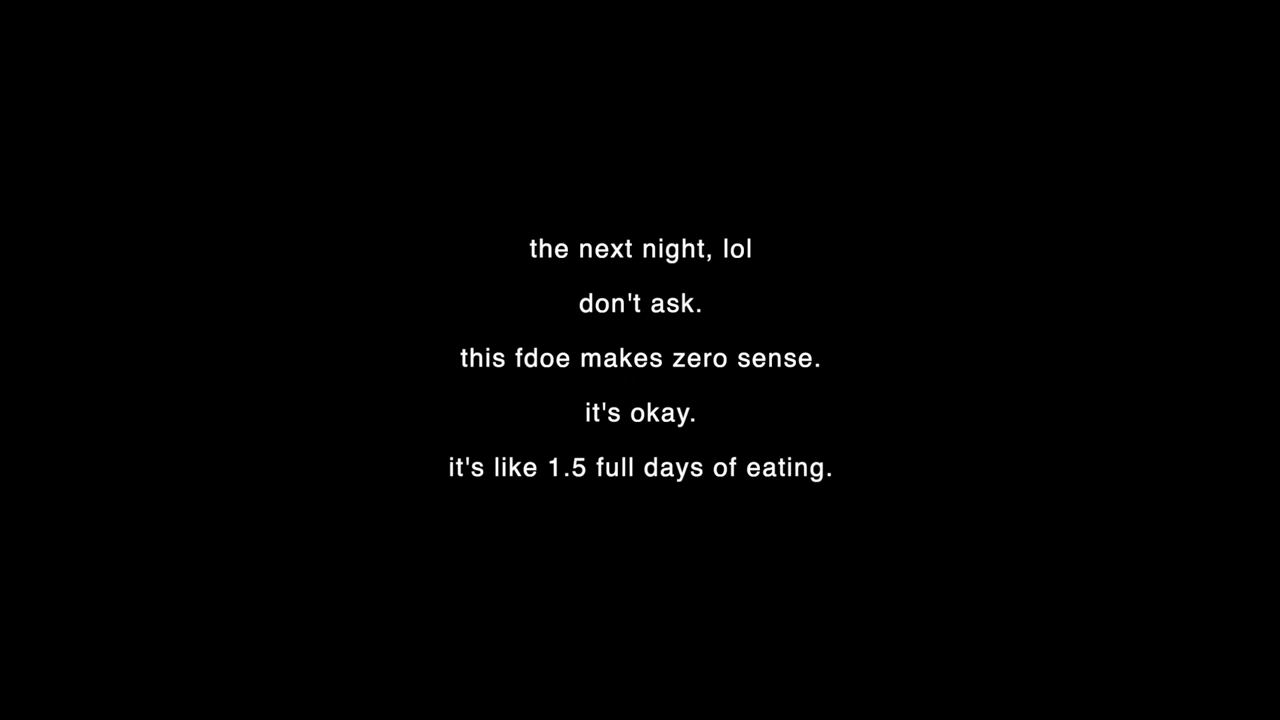 the next night, lol
don't ask.
this fdoe makes zero sense.
it's okay.
it's like 1.5 full days of eating.